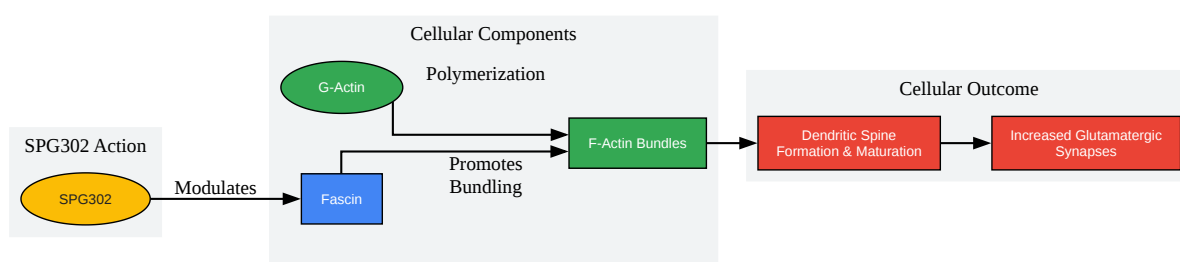 Cellular Components
Polymerization
G-Actin
Cellular Outcome
SPG302 Action
F-Actin Bundles
Dendritic Spine
Formation & Maturation
Increased Glutamatergic
Synapses
Promotes
Bundling
Modulates
SPG302
Fascin